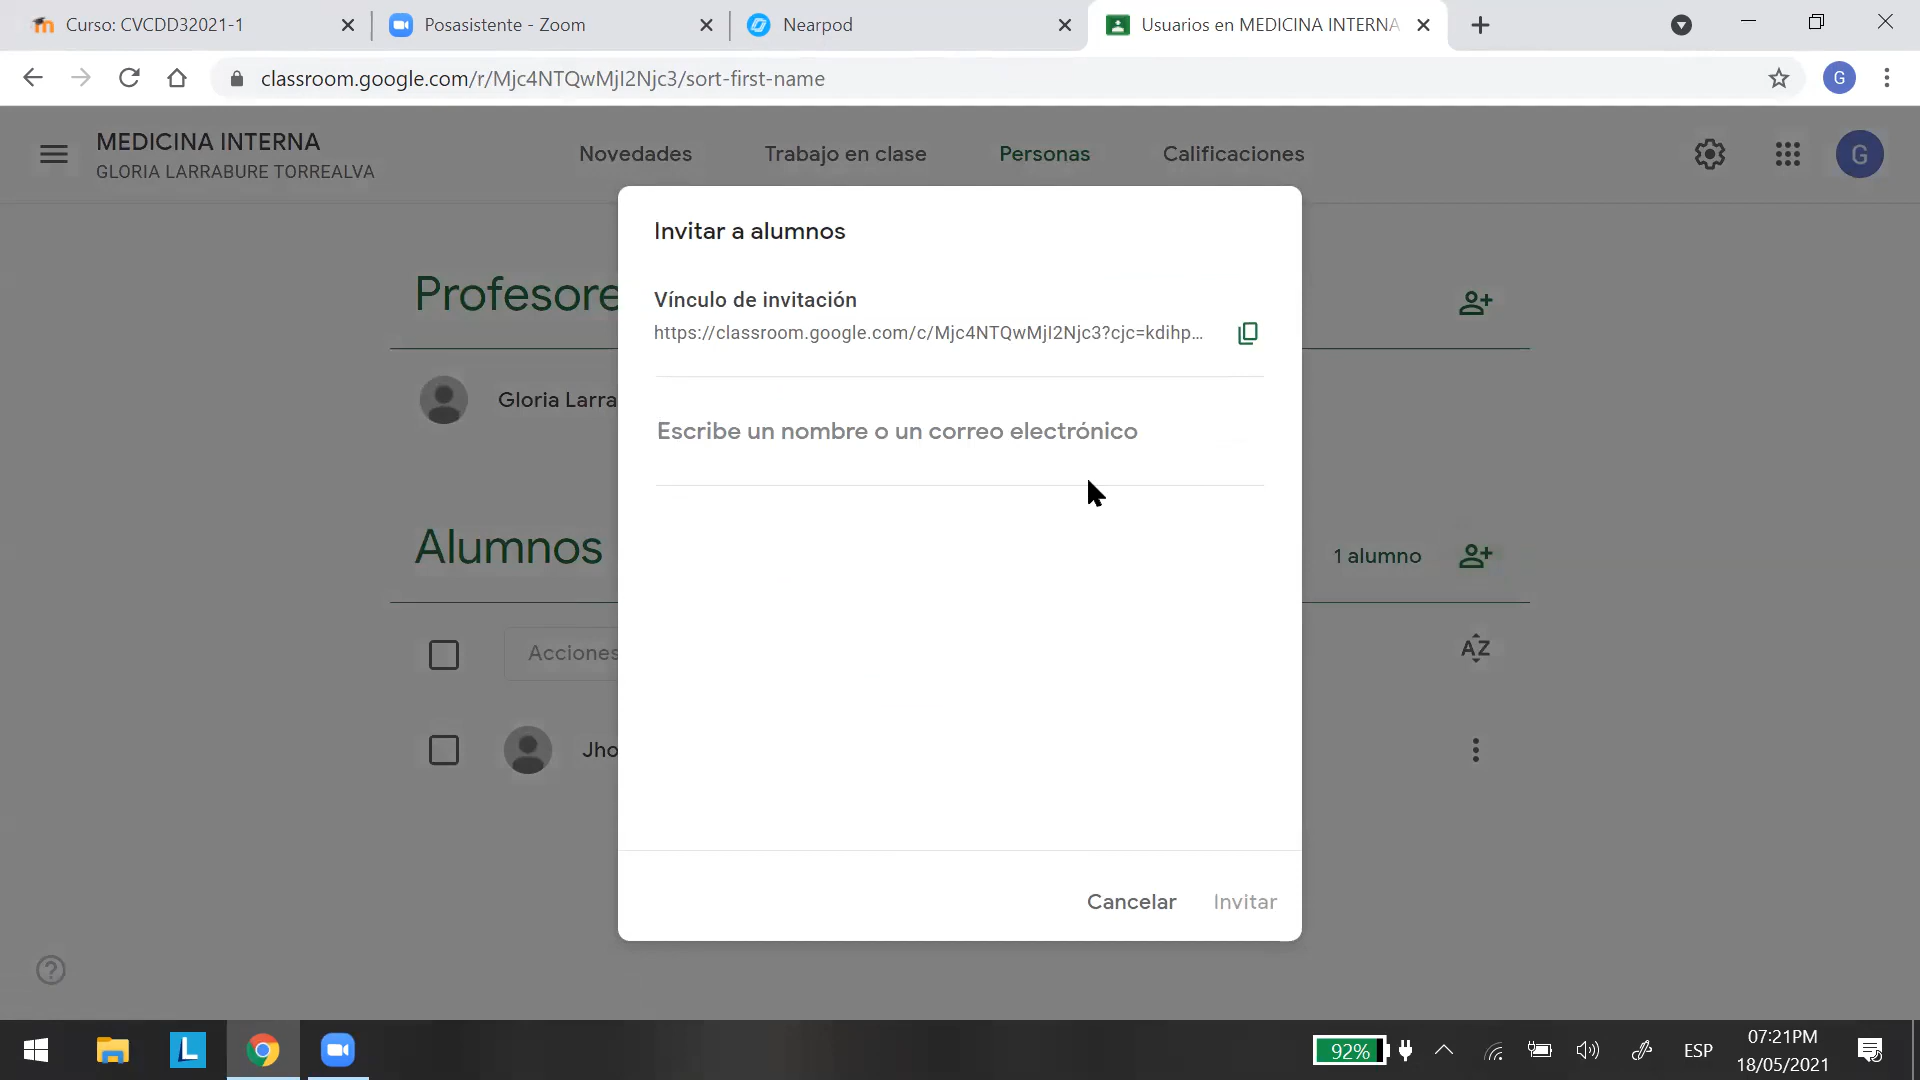 Curso: CVCDD32021-1
Posasistente - Zoom
Nearpod
Usuarios en MEDICINA INTERNA
classroom.google.com/r/Mjc4NTQwMjI2Njc3/sort-first-name
G
MEDICINA INTERNA
GLORIA LARRABURE TORREALVA
Novedades
Trabajo en clase
Personas
Calificaciones
G
Invitar a alumnos
Profesore
Vínculo de invitación
https://classroom.google.com/c/Mjc4NTQwMjI2Njc3?cjc=kdihp...
Gloria Larra
Escribe un nombre o un correo electrónico
Alumnos
1 alumno
Acciones
AZ
Jho
Cancelar
Invitar
L
92%
ESP
07:21PM
18/05/2021